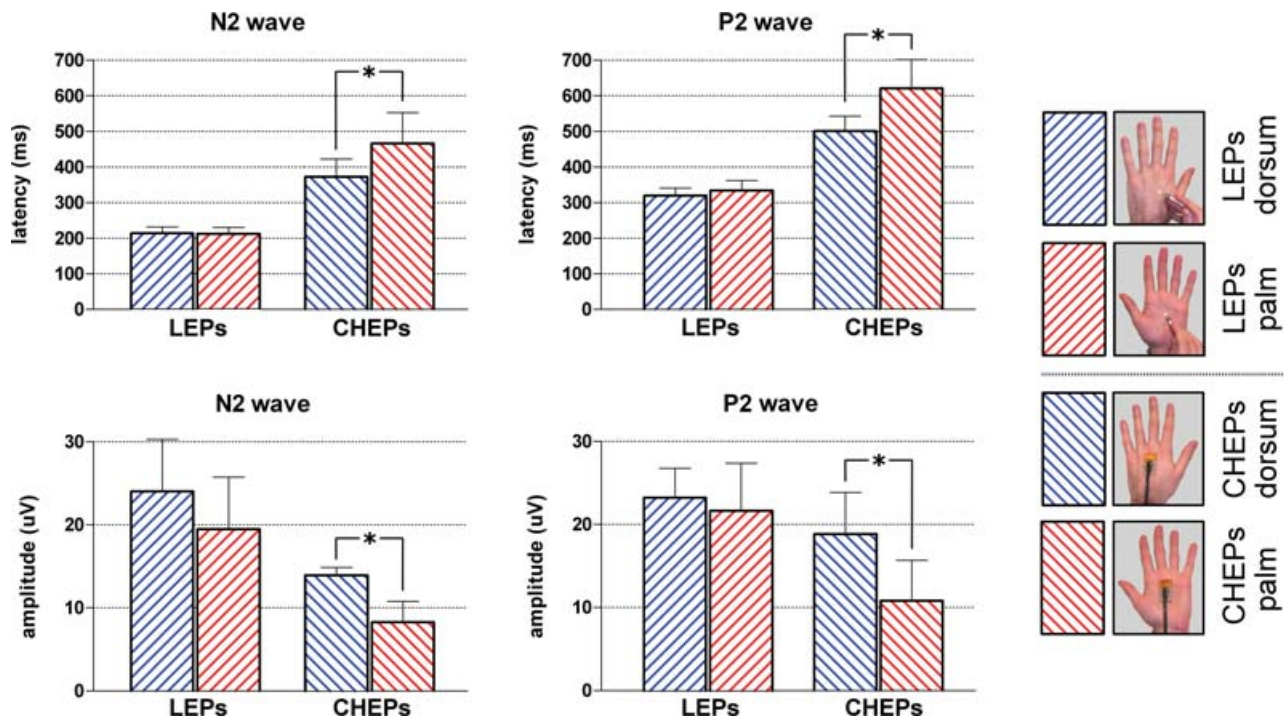 N2 wave
latency (ms)
700
600
500
400
300
200
100
0
*
LEPs
CHEPs
P2 wave
latency (ms)
700
600
500
400
300
200
100
0
*
LEPs
CHEPs
N2 wave
amplitude (uV)
30
20
10
0
*
LEPs
CHEPs
P2 wave
amplitude (uV)
30
20
10
0
*
LEPs
CHEPs
LEPs
dorsum
LEPs
palm
CHEPs
dorsum
CHEPs
palm